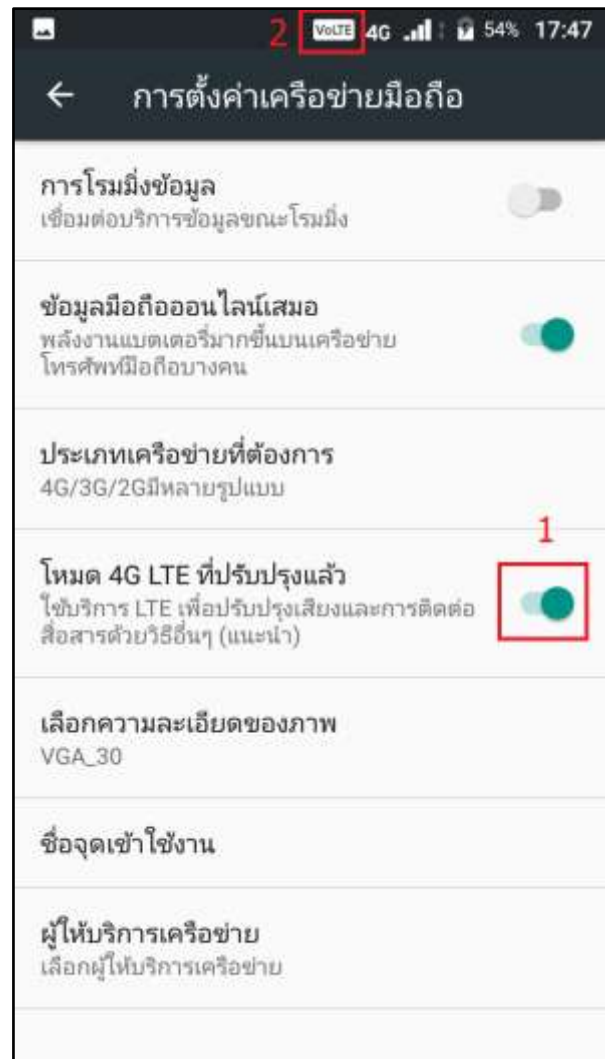 2 VoLTE 4G 54% 17:47
การตั้งค่าเครือข่ายมือถือ
การโรมมิ่งข้อมูล
เชื่อมต่อบริการข้อมูลขณะโรมมิ่ง
ข้อมูลมือถือออนไลน์เสมอ
พลังงานแบตเตอรี่มากขึ้นบนเครือข่าย
โทรศัพท์มือถือบางคน
ประเภทเครือข่ายที่ต้องการ
4G/3G/2Gมีหลายรูปแบบ
1
โหมด 4G LTE ที่ปรับปรุงแล้ว
ใช้บริการ LTE เพื่อปรับปรุงเสียงและการติดต่อ
สื่อสารด้วยวิธีอื่นๆ (แนะนำ)
เลือกความละเอียดของภาพ
VGA_30
ชื่อจุดเข้าใช้งาน
ผู้ให้บริการเครือข่าย
เลือกผู้ให้บริการเครือข่าย